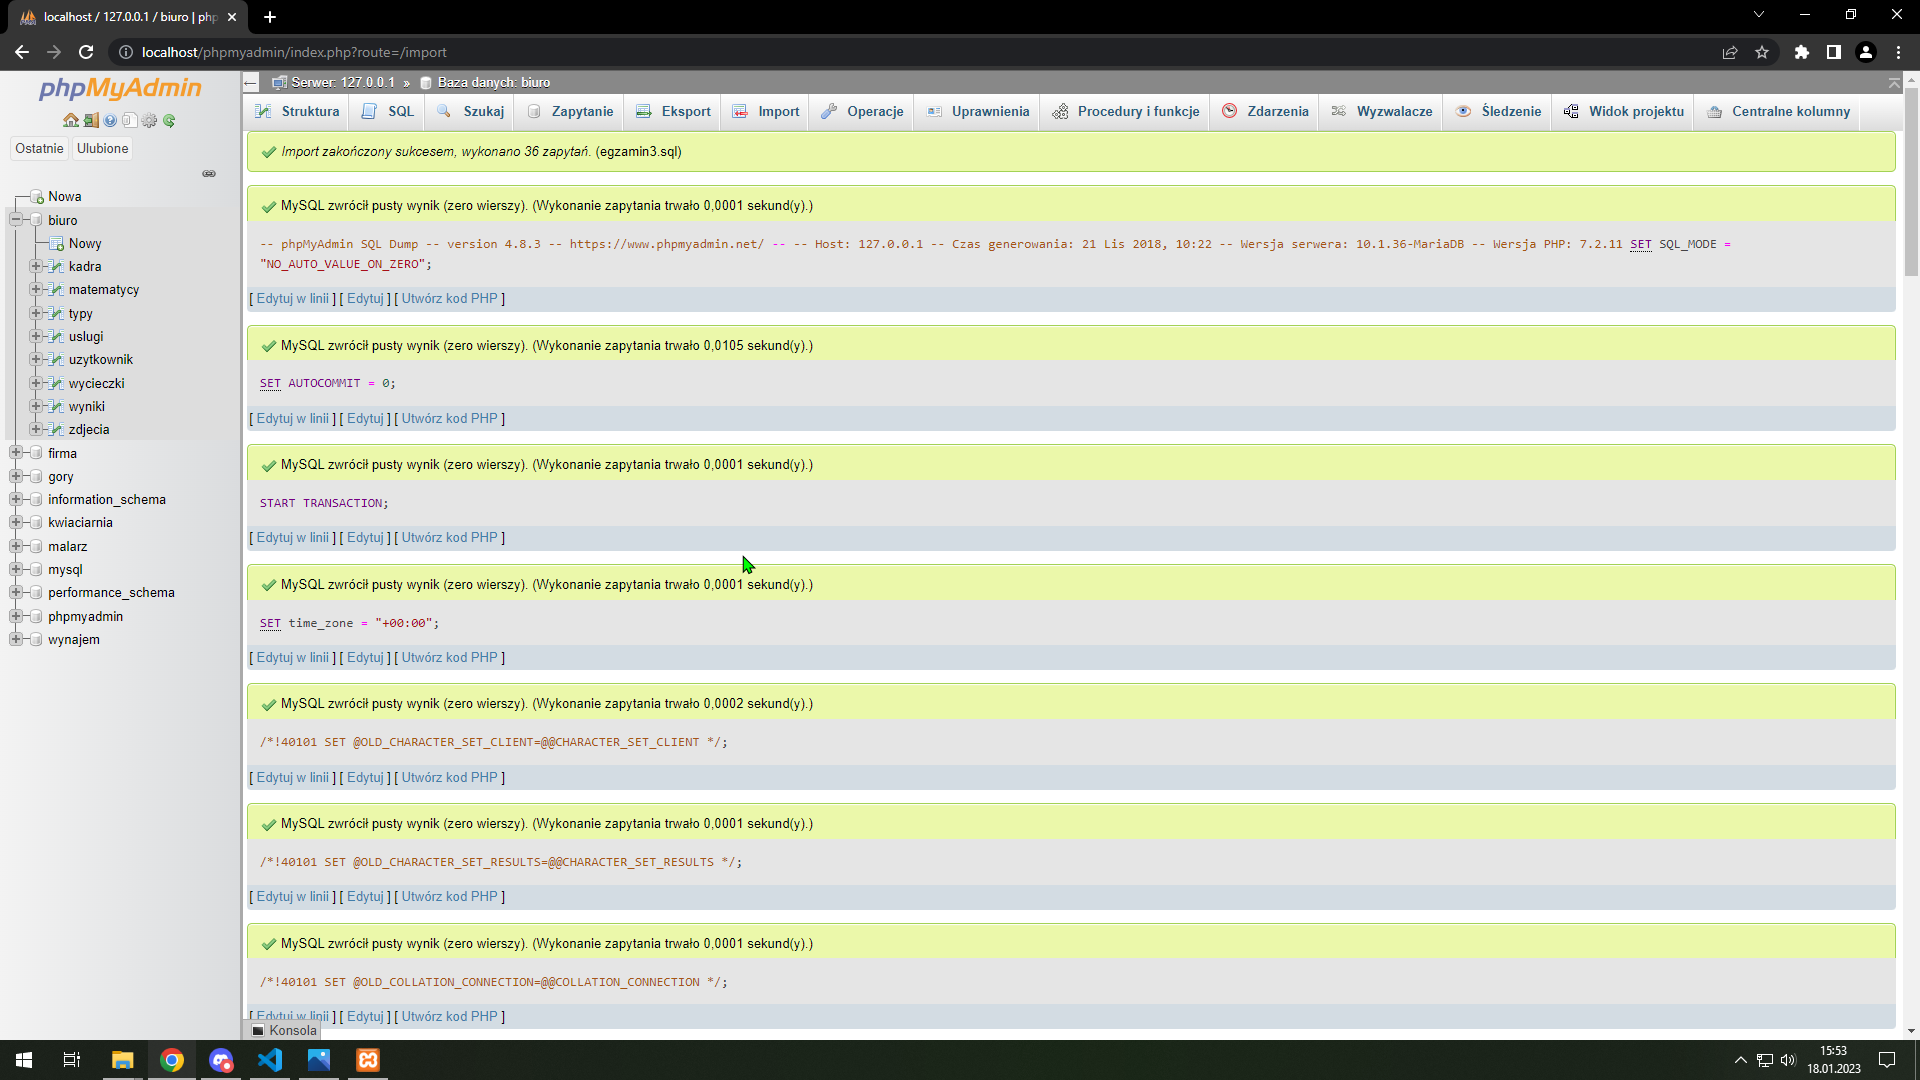 localhost / 127.0.0.1 / biuro | php
localhost/phpmyadmin/index.php?route=/import
phpMyAdmin
Ostatnie
Ulubione
Nowa
biuro
Nowy
kadra
matematycy
typy
uslugi
uzytkownik
wycieczki
wyniki
zdjecia
firma
gory
information_schema
kwiaciarnia
malarz
mysql
performance_schema
phpmyadmin
wynajem
Serwer: 127.0.0.1 » Baza danych: biuro
Struktura SQL Szukaj Zapytanie Eksport Import Operacje Uprawnienia Procedury i funkcje Zdarzenia Wyzwalacze Śledzenie Widok projektu Centralne kolumny
Import zakończony sukcesem, wykonano 36 zapytań. (egzamin3.sql)
MySQL zwrócił pusty wynik (zero wierszy). (Wykonanie zapytania trwało 0,0001 sekund(y).)
-- phpMyAdmin SQL Dump -- version 4.8.3 -- https://www.phpmyadmin.net/ -- -- Host: 127.0.0.1 -- Czas generowania: 21 Lis 2018, 10:22 -- Wersja serwera: 10.1.36-MariaDB -- Wersja PHP: 7.2.11 SET SQL_MODE =
"NO_AUTO_VALUE_ON_ZERO";
[ Edytuj w linii ] [ Edytuj ] [ Utwórz kod PHP ]
MySQL zwrócił pusty wynik (zero wierszy). (Wykonanie zapytania trwało 0,0105 sekund(y).)
SET AUTOCOMMIT = 0;
[ Edytuj w linii ] [ Edytuj ] [ Utwórz kod PHP ]
MySQL zwrócił pusty wynik (zero wierszy). (Wykonanie zapytania trwało 0,0001 sekund(y).)
START TRANSACTION;
[ Edytuj w linii ] [ Edytuj ] [ Utwórz kod PHP ]
MySQL zwrócił pusty wynik (zero wierszy). (Wykonanie zapytania trwało 0,0001 sekund(y).)
SET time_zone = "+00:00";
[ Edytuj w linii ] [ Edytuj ] [ Utwórz kod PHP ]
MySQL zwrócił pusty wynik (zero wierszy). (Wykonanie zapytania trwało 0,0002 sekund(y).)
/*!40101 SET @OLD_CHARACTER_SET_CLIENT=@@CHARACTER_SET_CLIENT */;
[ Edytuj w linii ] [ Edytuj ] [ Utwórz kod PHP ]
MySQL zwrócił pusty wynik (zero wierszy). (Wykonanie zapytania trwało 0,0001 sekund(y).)
/*!40101 SET @OLD_CHARACTER_SET_RESULTS=@@CHARACTER_SET_RESULTS */;
[ Edytuj w linii ] [ Edytuj ] [ Utwórz kod PHP ]
MySQL zwrócił pusty wynik (zero wierszy). (Wykonanie zapytania trwało 0,0001 sekund(y).)
/*!40101 SET @OLD_COLLATION_CONNECTION=@@COLLATION_CONNECTION */;
[ Edytuj w linii ] [ Edytuj ] [ Utwórz kod PHP ]
Konsola
15:53
18.01.2023